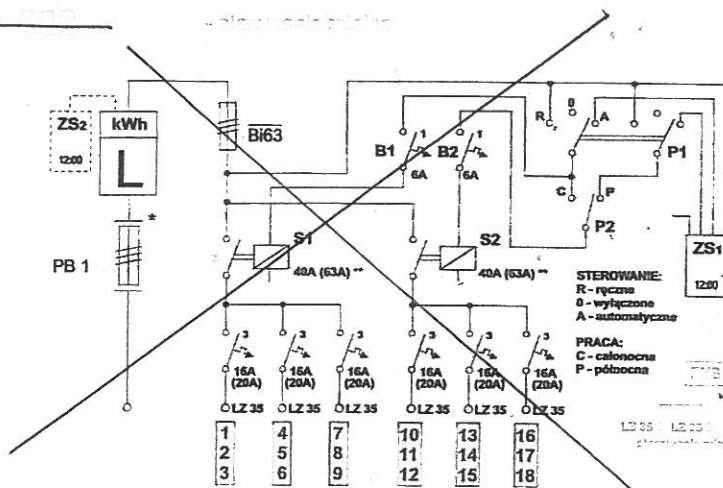 ZS2
12:00
kWh
L
Bi63
*
PB 1
B1
1
6A
B2
1
6A
R
0
A
P1
C
P
P2
ZS1
12:00
S1
40A (63A) **
S2
40A (63A) **
STEROWANIE:
R - ręczne
0 - wyłączone
A - automatyczne
PRACA:
C - całonocna
P - północna
3 3 3 3 3 3
16A 16A 16A 16A 16A 16A
(20A) (20A) (20A) (20A) (20A) (20A)
LZ 35 LZ 35 LZ 35 LZ 35 LZ 35 LZ 35
1 4 7 10 13 16
2 5 8 11 14 17
3 6 9 12 15 18
LZ 35